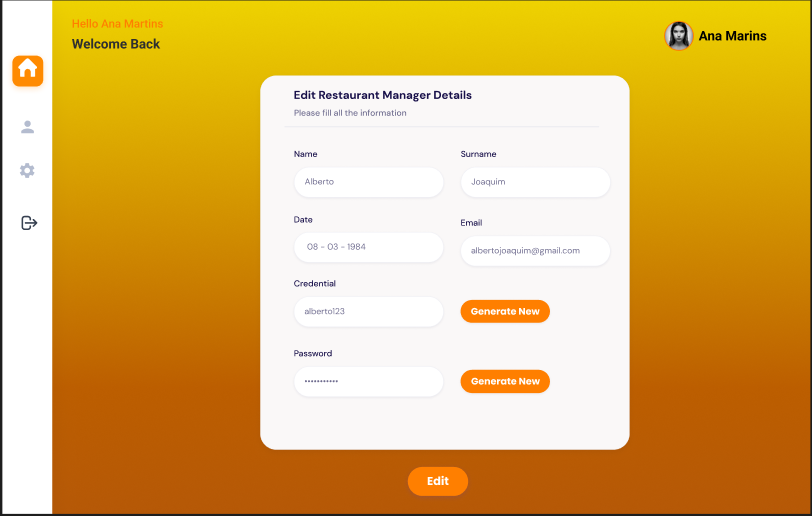 Hello Ana Martins
Welcome Back
Ana Marins
Edit Restaurant Manager Details
Please fill all the information
Name
Surname
Alberto
Joaquim
Date
Email
08 - 03 - 1984
albertojoaquim@gmail.com
Credential
alberto123
Generate New
Password
•••••••••••
Generate New
Edit